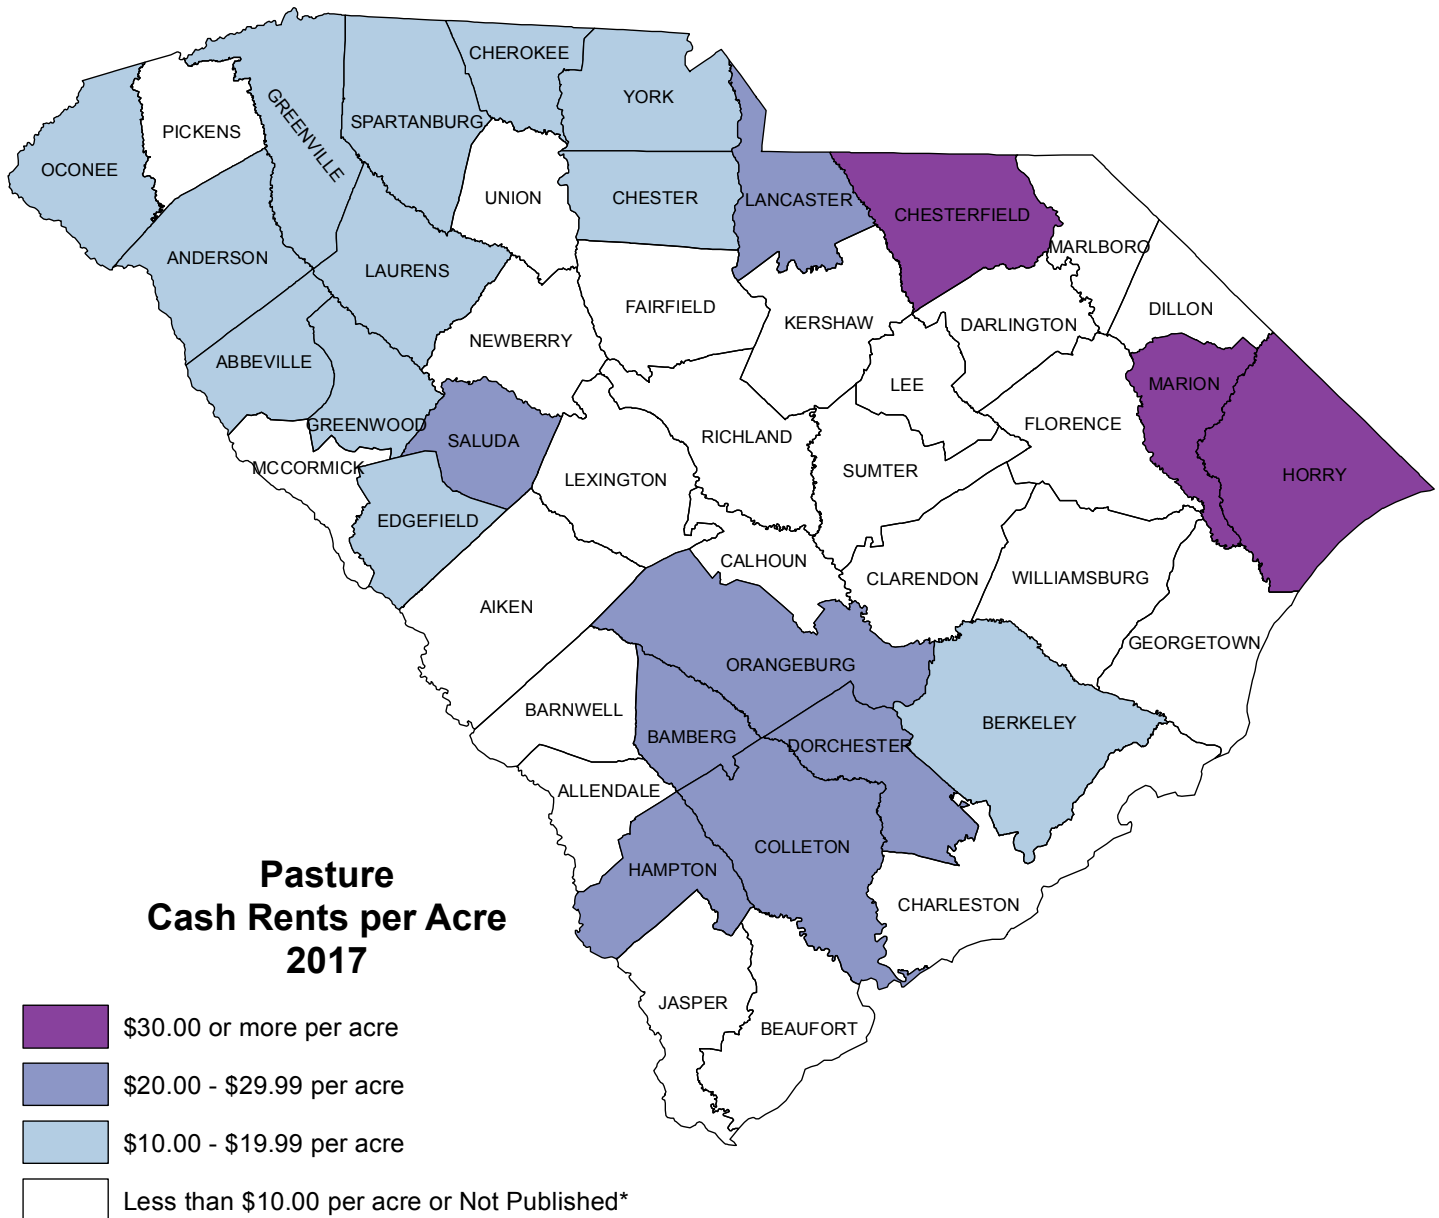 CHEROKEE
YORK
GREENVILLE
SPARTANBURG
PICKENS
OCONEE
UNION
CHESTER
LANCASTER
CHESTERFIELD
MARLBORO
ANDERSON
LAURENS
FAIRFIELD
KERSHAW
DARLINGTON
DILLON
NEWBERRY
ABBEVILLE
LEE
MARION
GREENWOOD
SALUDA
RICHLAND
FLORENCE
MCCORMICK
LEXINGTON
SUMTER
HORRY
EDGEFIELD
CALHOUN
CLARENDON
WILLIAMSBURG
AIKEN
GEORGETOWN
ORANGEBURG
BARNWELL
BAMBERG
DORCHESTER
BERKELEY
ALLENDALE
COLLETON
HAMPTON
CHARLESTON
JASPER
BEAUFORT
Pasture
Cash Rents per Acre
2017
$30.00 or more per acre
$20.00 - $29.99 per acre
$10.00 - $19.99 per acre
Less than $10.00 per acre or Not Published*